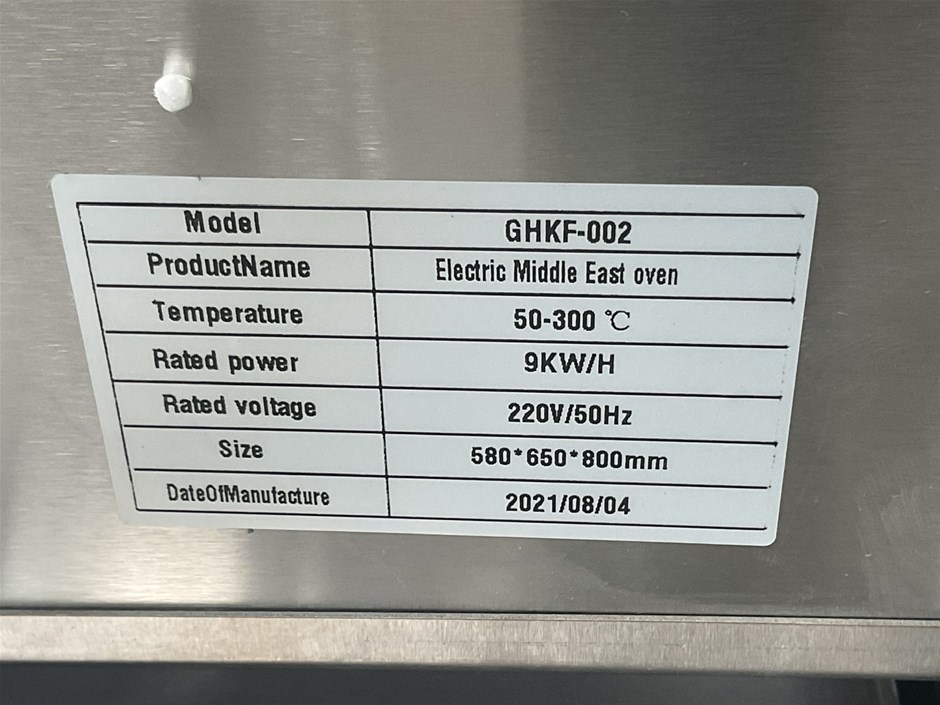 Model GHKF-002
ProductName Electric Middle East oven
Temperature 50-300 ℃
Rated power 9KW/H
Rated voltage 220V/50Hz
Size 580*650*800mm
DateOfManufacture 2021/08/04